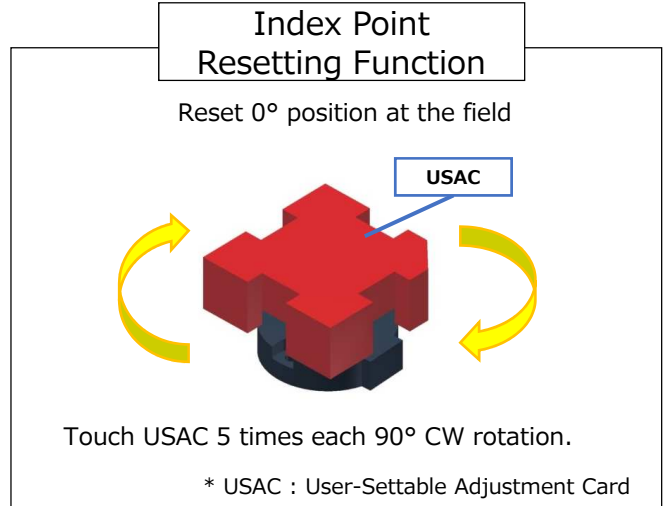 Index Point
Resetting Function
Reset 0° position at the field
USAC
Touch USAC 5 times each 90° CW rotation.
* USAC : User-Settable Adjustment Card